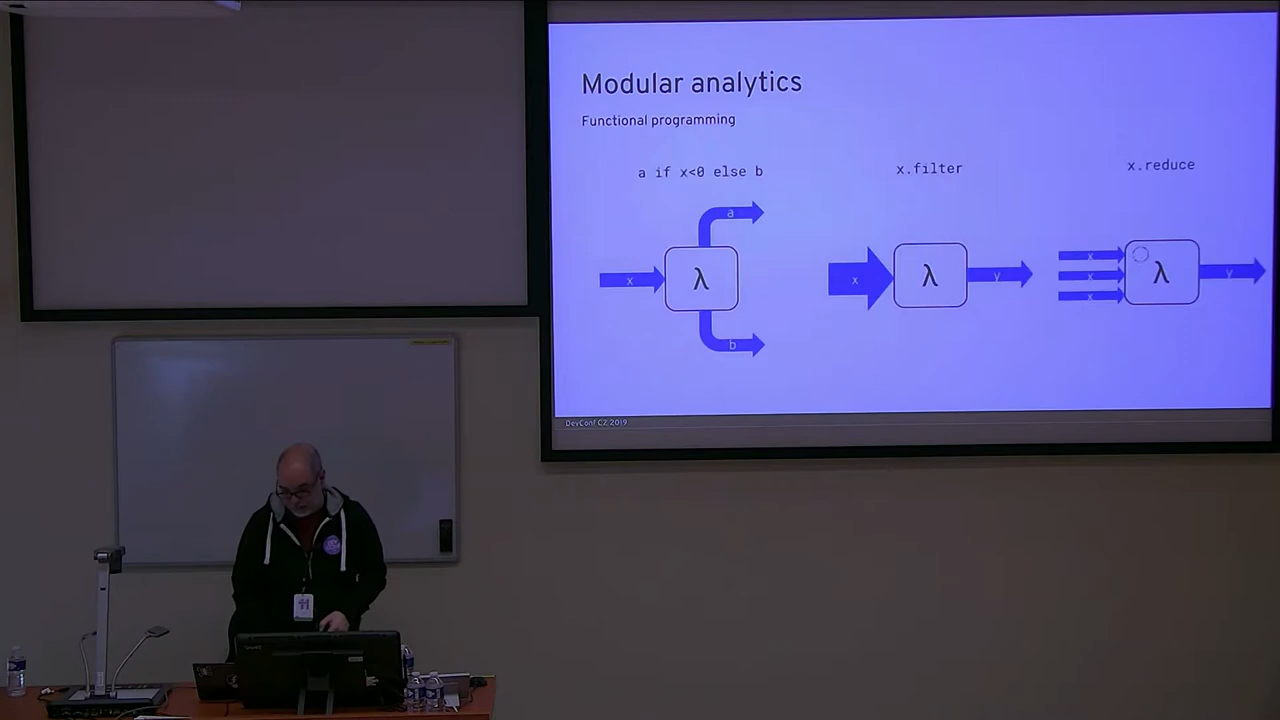 Modular analytics
Functional programming
a if x<0 else b
x.filter
x.reduce
a
x
b
x
λ
λ
y
x
x
x
λ
y
DevConf CZ, 2019